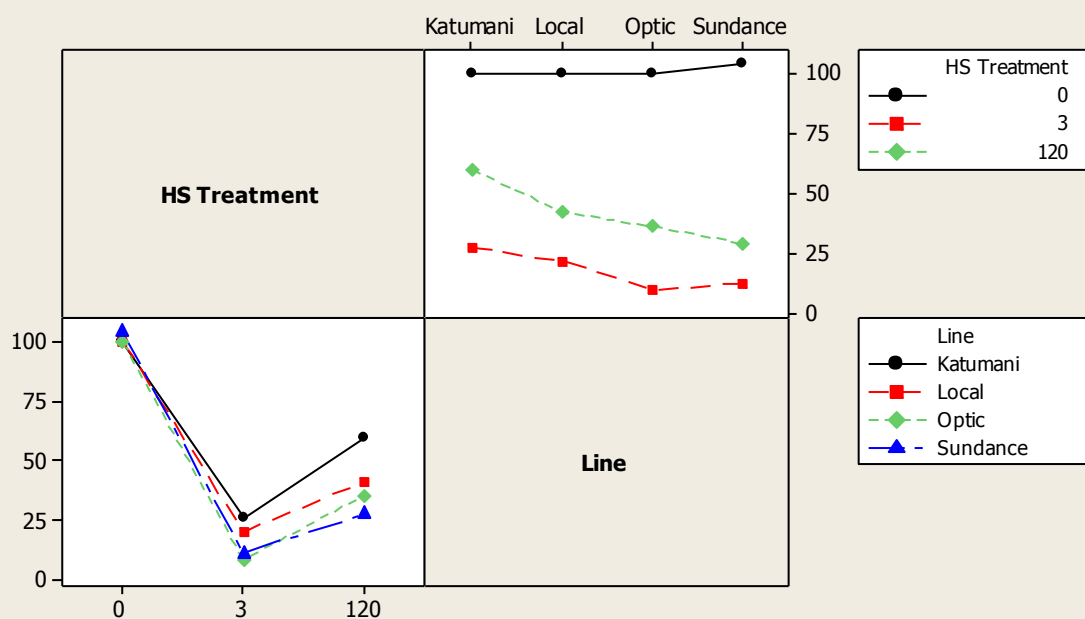 Katumani Local Optic Sundance
HS Treatment
100
75
50
25
0
HS Treatment
0
3
120
100
75
50
25
0
Line
Line
Katumani
Local
Optic
Sundance
0 3 120